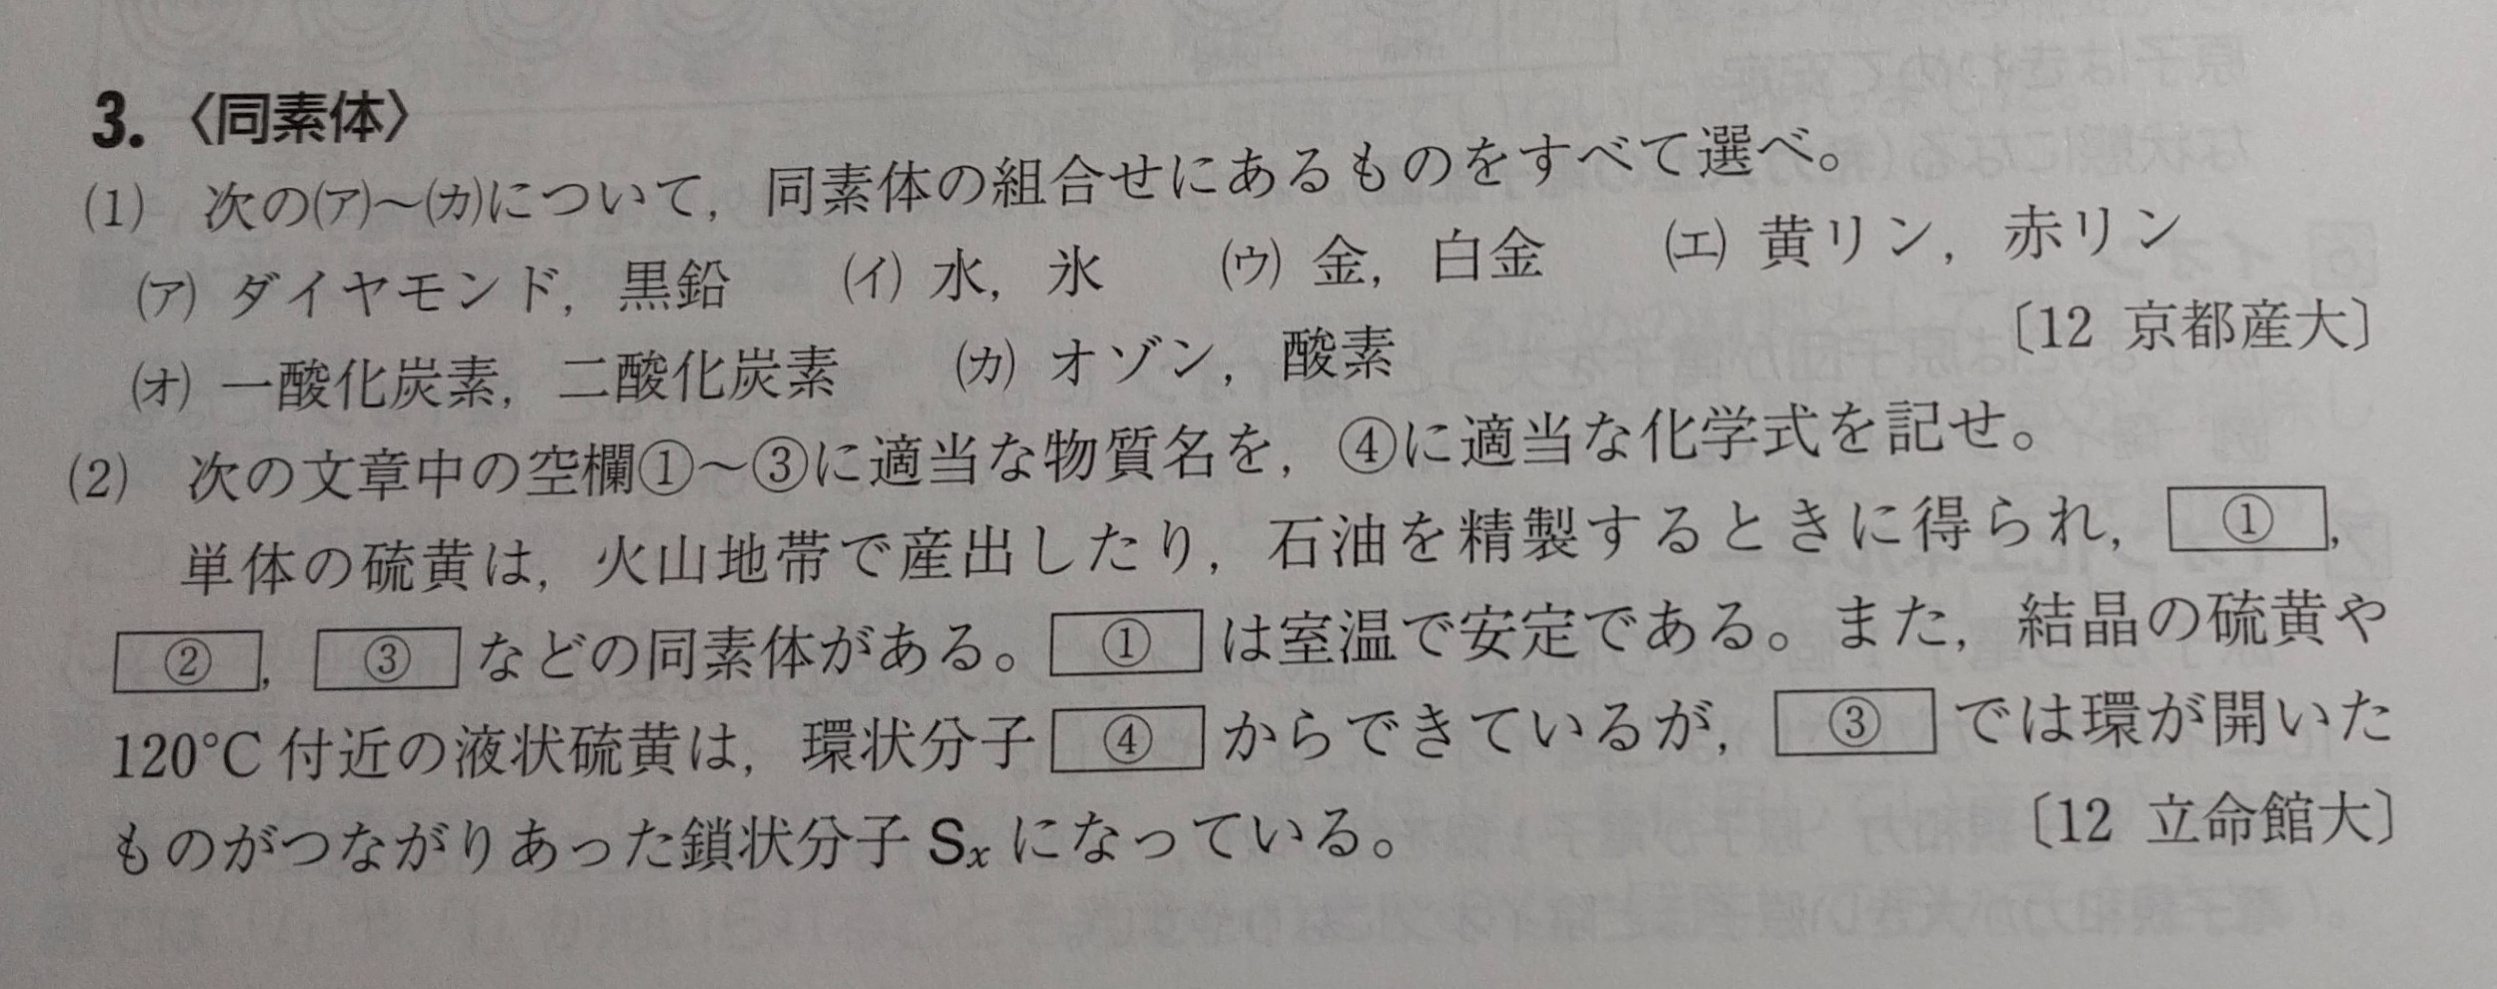 3. 〈同素体〉
(1) 次の(ア)～(カ)について，同素体の組合せにあるものをすべて選べ。
(ア) ダイヤモンド，黒鉛 (イ) 水，氷 (ウ) 金，白金 (エ) 黄リン，赤リン
(オ) 一酸化炭素，二酸化炭素 (カ) オゾン，酸素 〔12 京都産大〕
(2) 次の文章中の空欄①～③に適当な物質名を，④に適当な化学式を記せ。
単体の硫黄は，火山地帯で産出したり，石油を精製するときに得られ，①，
②，③などの同素体がある。①は室温で安定である。また，結晶の硫黄や
120℃付近の液状硫黄は，環状分子④からできているが，③では環が開いた
ものがつながりあった鎖状分子 Sx になっている。 〔12 立命館大〕